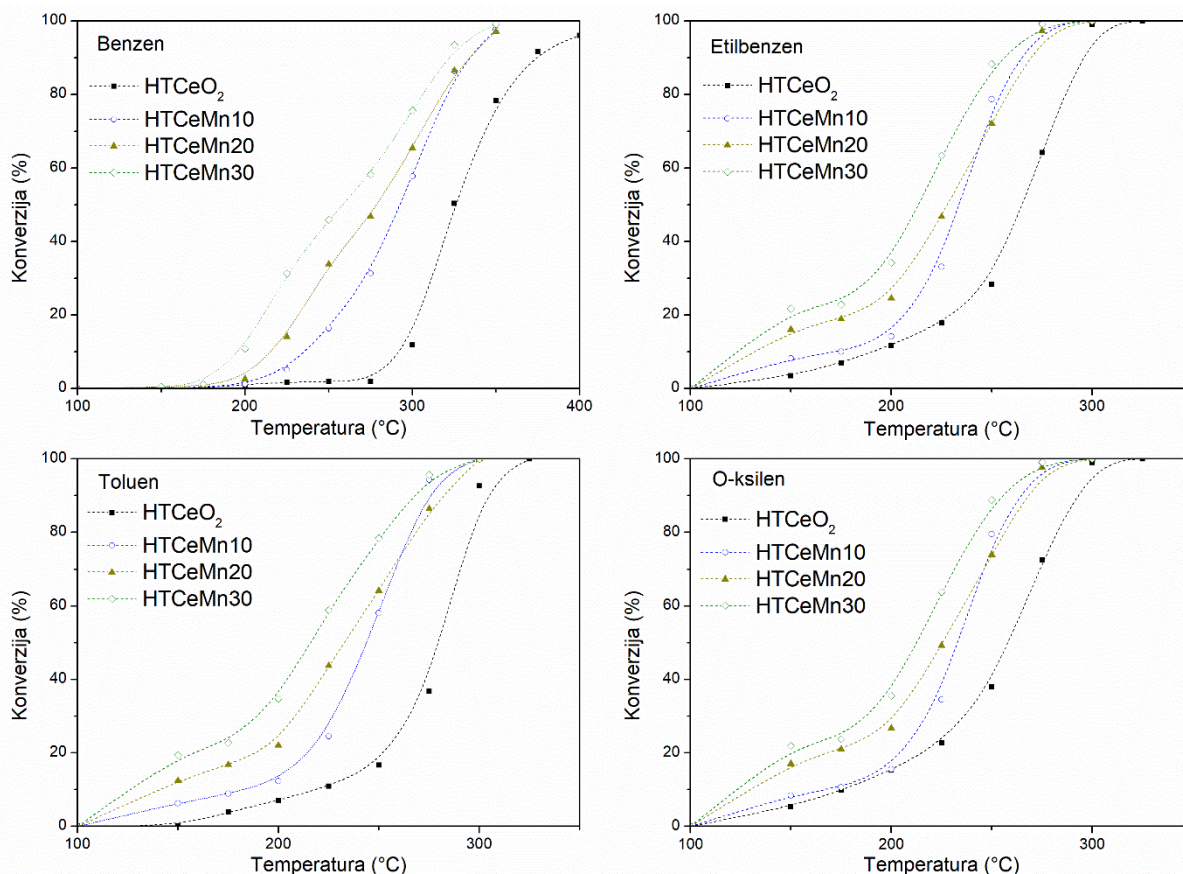 Benzen
HTCeO₂
HTCeMn10
HTCeMn20
HTCeMn30
Konverzija (%)
100
80
60
40
20
0
100
200
300
400
Temperatura (°C)
Etilbenzen
HTCeO₂
HTCeMn10
HTCeMn20
HTCeMn30
Konverzija (%)
100
80
60
40
20
0
100
200
300
Temperatura (°C)
Toluen
HTCeO₂
HTCeMn10
HTCeMn20
HTCeMn30
Konverzija (%)
100
80
60
40
20
0
100
200
300
Temperatura (°C)
O-ksilen
HTCeO₂
HTCeMn10
HTCeMn20
HTCeMn30
Konverzija (%)
100
80
60
40
20
0
100
200
300
Temperatura (°C)